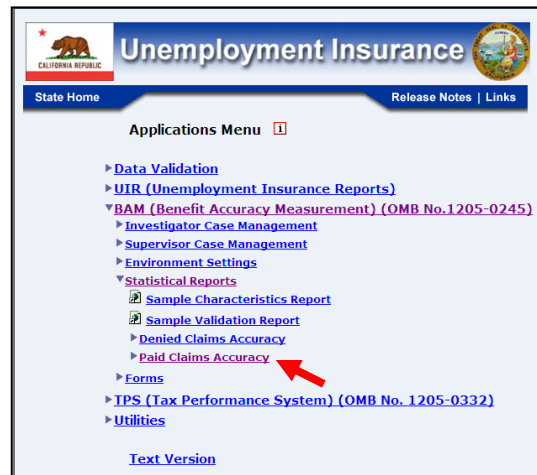 Unemployment Insurance
CALIFORNIA REPUBLIC
State Home
Release Notes | Links
Applications Menu
Data Validation
UIR (Unemployment Insurance Reports)
BAM (Benefit Accuracy Measurement) (OMB No.1205-0245)
Investigator Case Management
Supervisor Case Management
Environment Settings
Statistical Reports
Sample Characteristics Report
Sample Validation Report
Denied Claims Accuracy
Paid Claims Accuracy
Forms
TPS (Tax Performance System) (OMB No. 1205-0332)
Utilities
Text Version